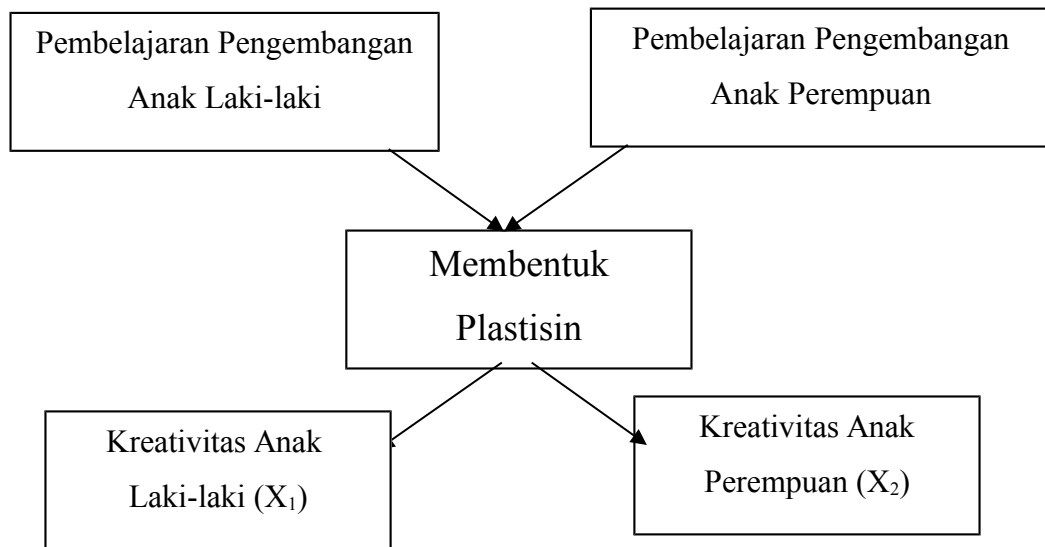 Pembelajaran Pengembangan
Anak Laki-laki
Pembelajaran Pengembangan
Anak Perempuan
Membentuk
Plastisin
Kreativitas Anak
Laki-laki (X₁)
Kreativitas Anak
Perempuan (X₂)